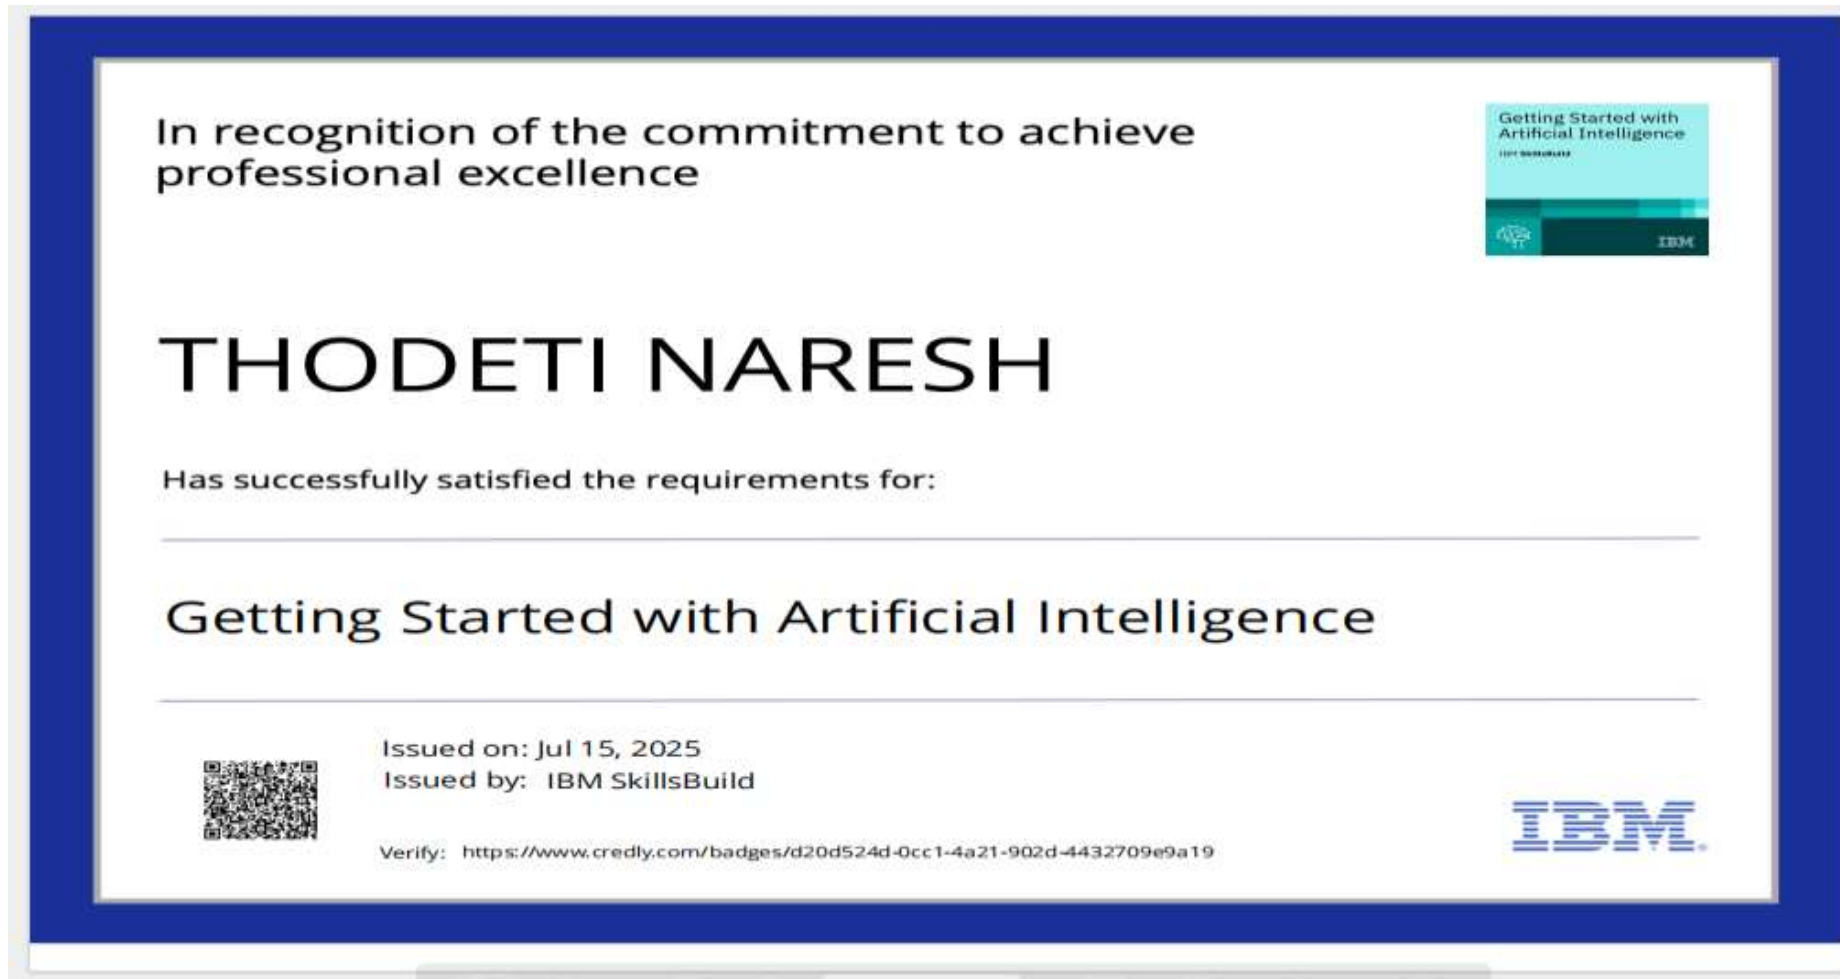 In recognition of the commitment to achieve
professional excellence
Getting Started with
Artificial Intelligence
IBM SkillsBuild
IBM
THODETI NARESH
Has successfully satisfied the requirements for:
Getting Started with Artificial Intelligence
Issued on: Jul 15, 2025
Issued by: IBM SkillsBuild
Verify: https://www.credly.com/badges/d20d524d-0cc1-4a21-902d-4432709e9a19
IBM